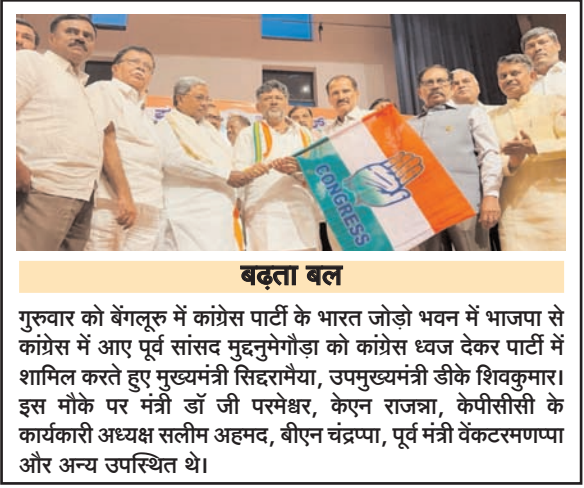 CONGRESS
बढ़ता बल
गुरुवार को बेंगलूरु में कांग्रेस पार्टी के भारत जोड़ो भवन में भाजपा से
कांग्रेस में आए पूर्व सांसद मुद्दनुमेगौड़ा को कांग्रेस ध्वज देकर पार्टी में
शामिल करते हुए मुख्यमंत्री सिद्दरामैया, उपमुख्यमंत्री डीके शिवकुमार।
इस मौके पर मंत्री डॉ जी परमेश्वर, केएन राजन्ना, केपीसीसी के
कार्यकारी अध्यक्ष सलीम अहमद, बीएन चंद्रप्पा, पूर्व मंत्री वेंकटरमणप्पा
और अन्य उपस्थित थे।